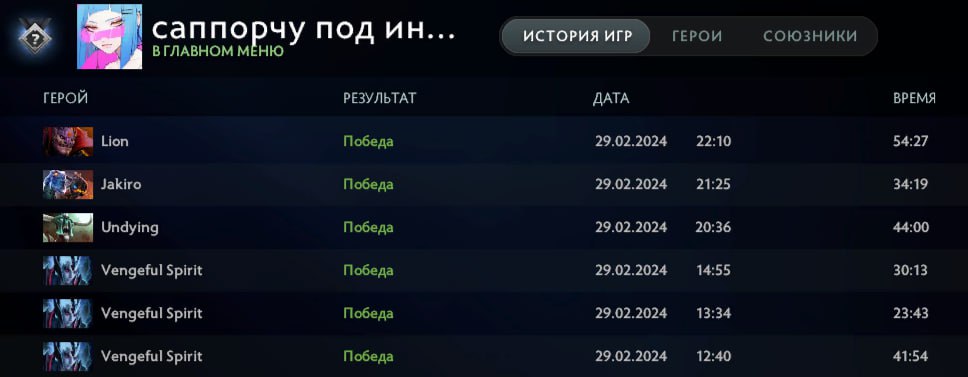 саппорчу под ин...
В ГЛАВНОМ МЕНЮ
ИСТОРИЯ ИГР ГЕРОИ СОЮЗНИКИ
ГЕРОЙ РЕЗУЛЬТАТ ДАТА ВРЕМЯ
Lion Победа 29.02.2024 22:10 54:27
Jakiro Победа 29.02.2024 21:25 34:19
Undying Победа 29.02.2024 20:36 44:00
Vengeful Spirit Победа 29.02.2024 14:55 30:13
Vengeful Spirit Победа 29.02.2024 13:34 23:43
Vengeful Spirit Победа 29.02.2024 12:40 41:54